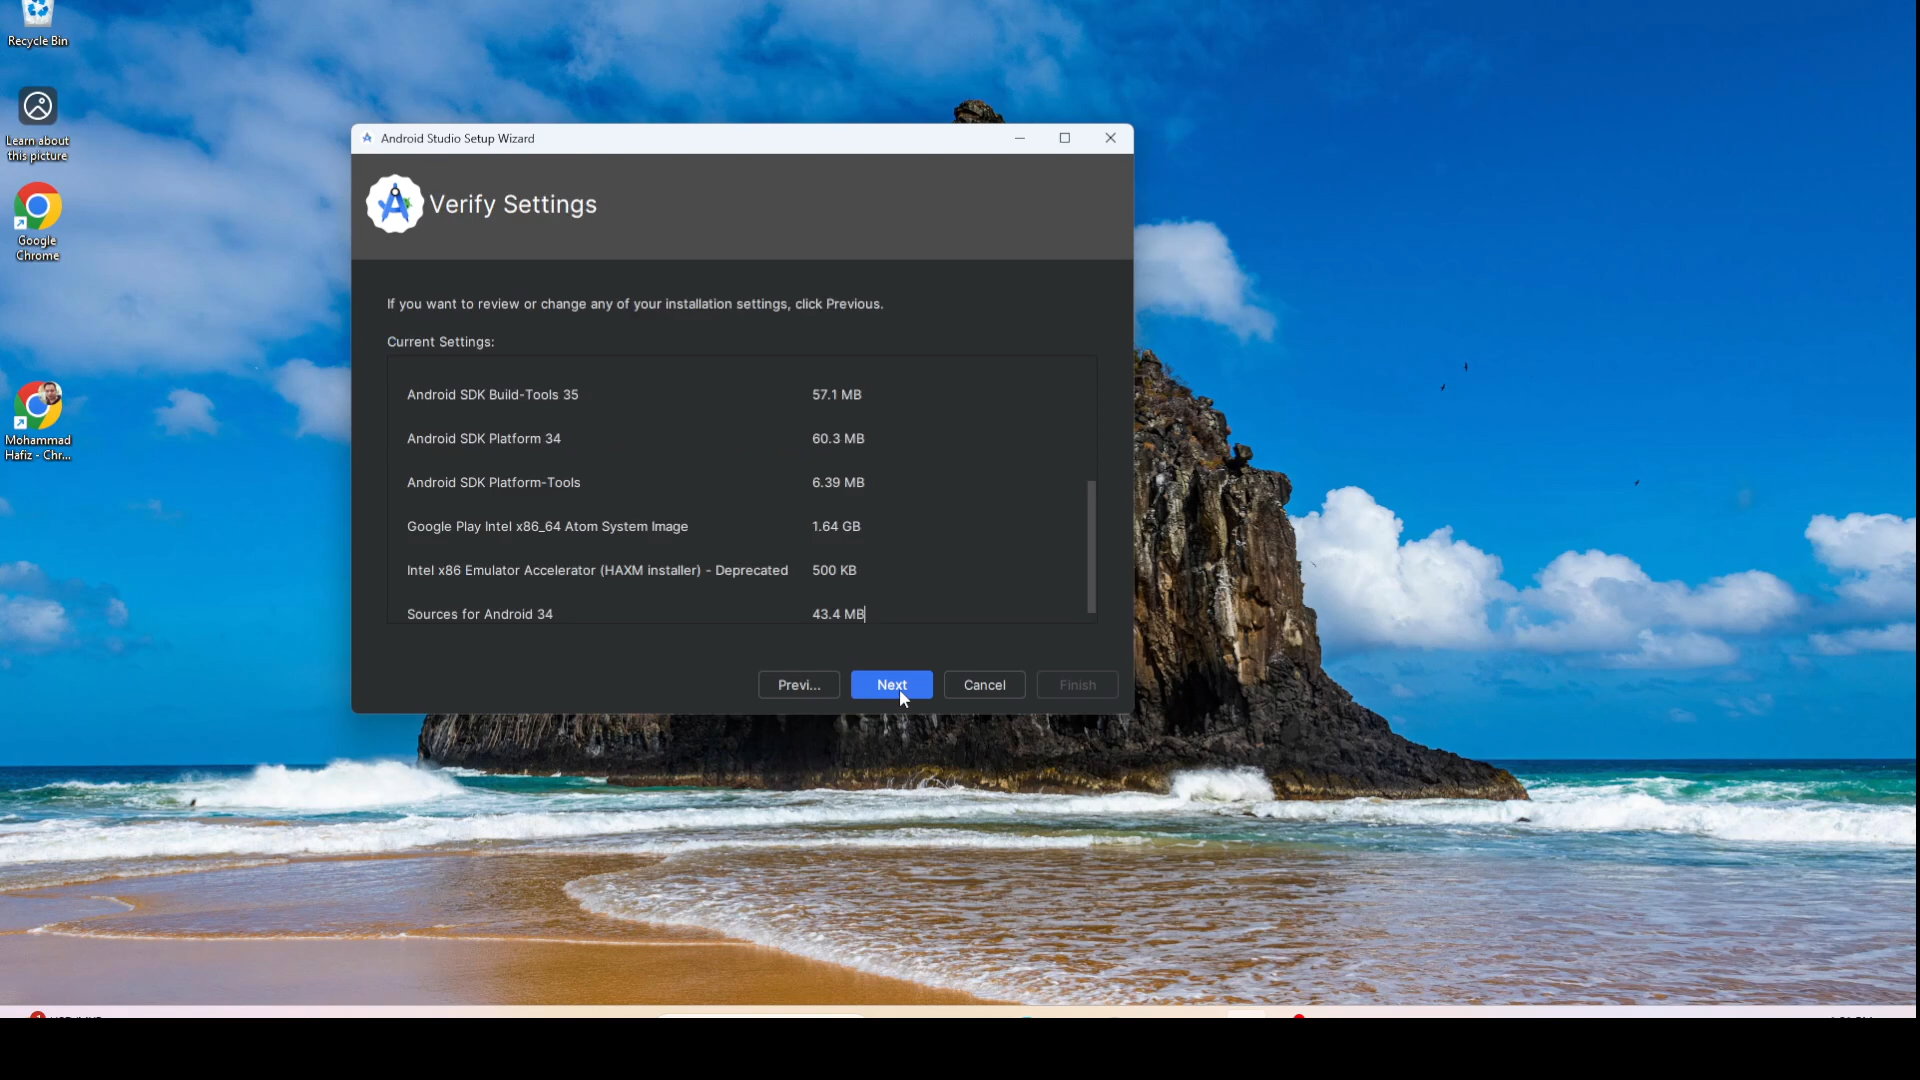 Recycle Bin
Learn about
this picture
Google
Chrome
Mohammad
Hafiz - Chr...
Android Studio Setup Wizard
Verify Settings
If you want to review or change any of your installation settings, click Previous.
Current Settings:
Android SDK Build-Tools 35 57.1 MB
Android SDK Platform 34 60.3 MB
Android SDK Platform-Tools 6.39 MB
Google Play Intel x86_64 Atom System Image 1.64 GB
Intel x86 Emulator Accelerator (HAXM installer) - Deprecated 500 KB
Sources for Android 34 43.4 MB
Previ... Next Cancel Finish